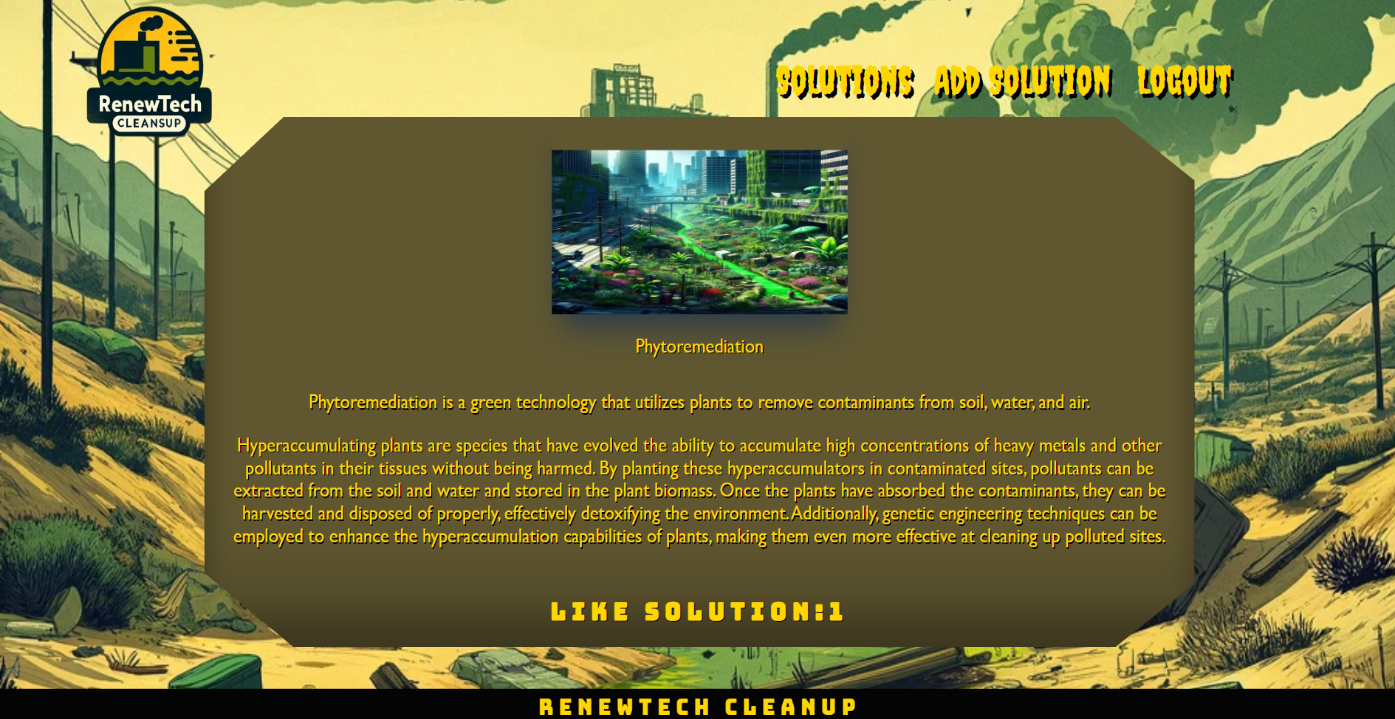 RenewTech
CLEANSUP
SOLUTIONS ADD SOLUTION LOGOUT
Phytoremediation
Phytoremediation is a green technology that utilizes plants to remove contaminants from soil, water, and air.
Hyperaccumulating plants are species that have evolved the ability to accumulate high concentrations of heavy metals and other
pollutants in their tissues without being harmed. By planting these hyperaccumulators in contaminated sites, pollutants can be
extracted from the soil and water and stored in the plant biomass. Once the plants have absorbed the contaminants, they can be
harvested and disposed of properly, effectively detoxifying the environment. Additionally, genetic engineering techniques can be
employed to enhance the hyperaccumulation capabilities of plants, making them even more effective at cleaning up polluted sites.
LIKE SOLUTION:1
RENEWTECH CLEANUP